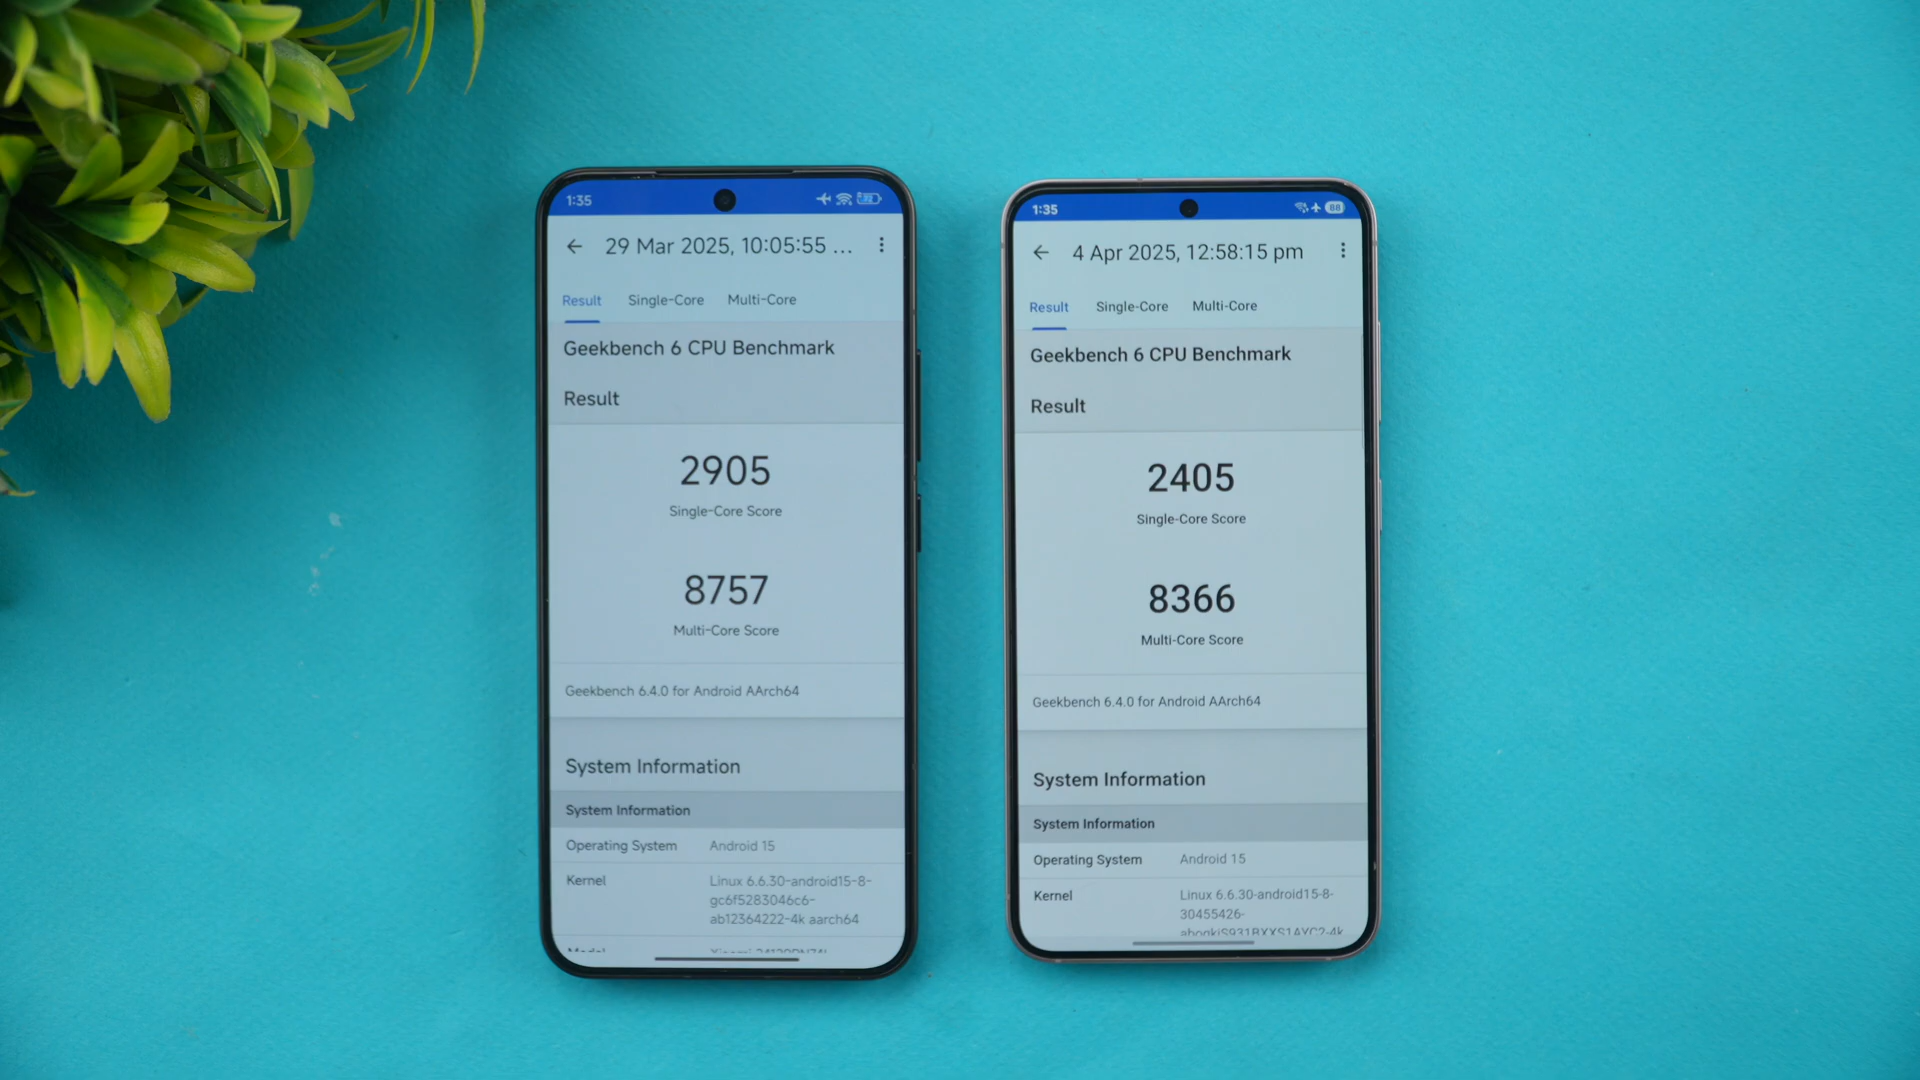 1:35
29 Mar 2025, 10:05:55 ...
Result Single-Core Multi-Core
Geekbench 6 CPU Benchmark
Result
2905
Single-Core Score
8757
Multi-Core Score
Geekbench 6.4.0 for Android AArch64
System Information
System Information
Operating System Android 15
Kernel Linux 6.6.30-android15-8-
gc6f5283046c6-
ab12364222-4k aarch64
Model Xiaomi
1:35 88
4 Apr 2025, 12:58:15 pm
Result Single-Core Multi-Core
Geekbench 6 CPU Benchmark
Result
2405
Single-Core Score
8366
Multi-Core Score
Geekbench 6.4.0 for Android AArch64
System Information
System Information
Operating System Android 15
Kernel Linux 6.6.30-android15-8-
30455426-
abogkiS931BXXS1AYC2-4k